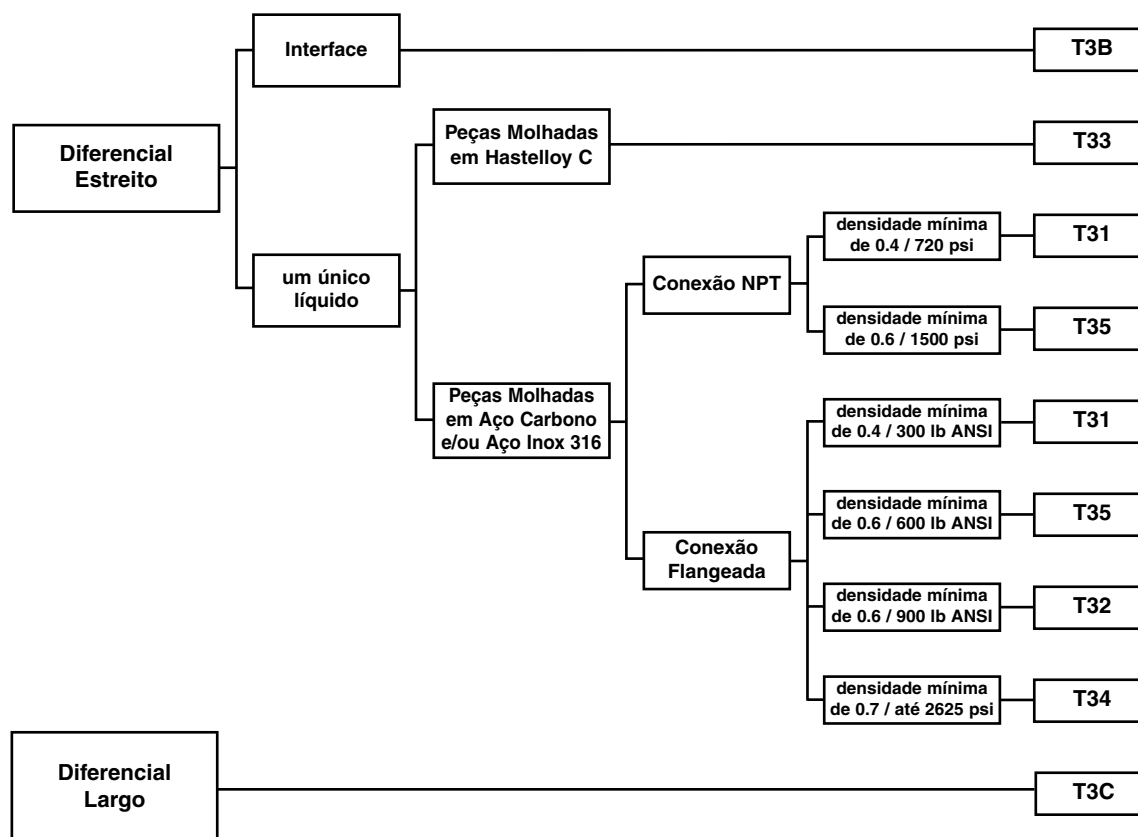 Interface
T3B
Diferencial
Estreito
Peças Molhadas
em Hastelloy C
T33
um único
líquido
Conexão NPT
densidade mínima
de 0.4 / 720 psi
T31
densidade mínima
de 0.6 / 1500 psi
T35
Peças Molhadas
em Aço Carbono
e/ou Aço Inox 316
densidade mínima
de 0.4 / 300 lb ANSI
T31
densidade mínima
de 0.6 / 600 lb ANSI
T35
Conexão
Flangeada
densidade mínima
de 0.6 / 900 lb ANSI
T32
densidade mínima
de 0.7 / até 2625 psi
T34
Diferencial
Largo
T3C